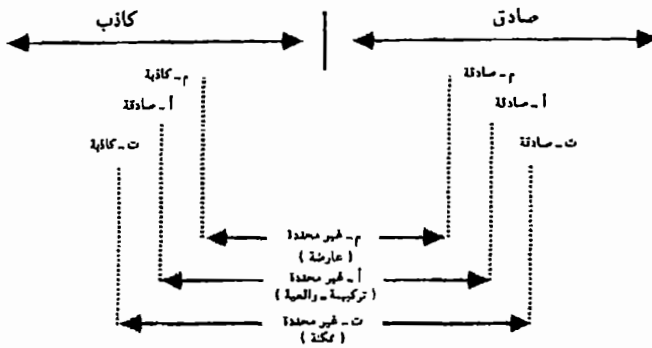 صادق
كاذب
م-صادقة
م-كاذبة
أ-صادقة
أ-صادقة
ت-صادقة
ت-كاذبة
م-غير محددة
(عارضة)
أ-غير محددة
(تركيبية-واقعية)
ت-غير محددة
(ممكنة)